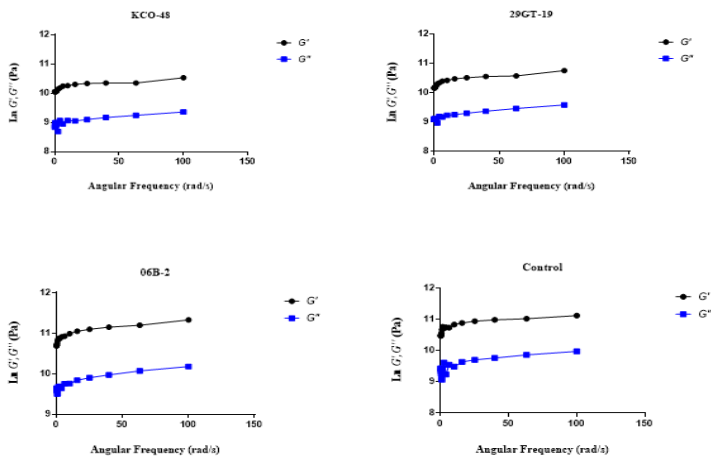 KCO-48
12
11
10
9
8
0
50
100
150
Ln G',G'' (Pa)
Angular Frequency (rad/s)
G'
G"
29GT-19
12
11
10
9
8
0
50
100
150
Ln G',G'' (Pa)
Angular Frequency (rad/s)
G'
G"
06B-2
12
11
10
9
0
50
100
150
Ln G',G'' (Pa)
Angular Frequency (rad/s)
G'
G"
Control
12
11
10
9
8
0
50
100
150
Ln G',G'' (Pa)
Angular Frequency (rad/s)
G'
G"